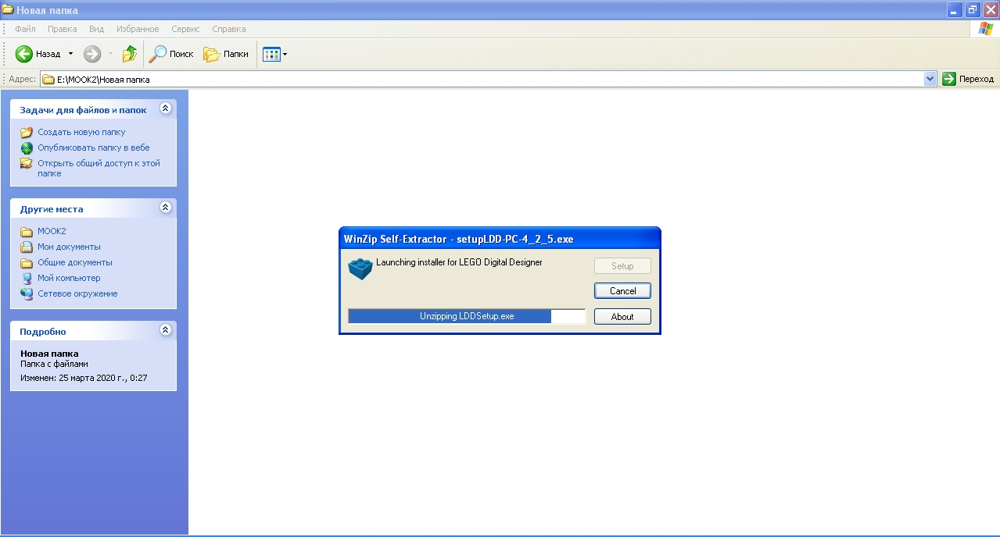 Новая папка
Файл Правка Вид Избранное Сервис Справка
Назад Поиск Папки
Адрес: E:\MOOK2\Новая папка Переход
Задачи для файлов и папок
Создать новую папку
Опубликовать папку в вебе
Открыть общий доступ к этой
папке
Другие места
MOOK2
Мои документы
Общие документы
Мой компьютер
Сетевое окружение
Подробно
Новая папка
Папка с файлами
Изменен: 25 марта 2020 г., 0:27
WinZip Self-Extractor - setupLDD-PC-4_2_5.exe
Launching installer for LEGO Digital Designer
Setup
Cancel
Unzipping LDDSetup.exe
About